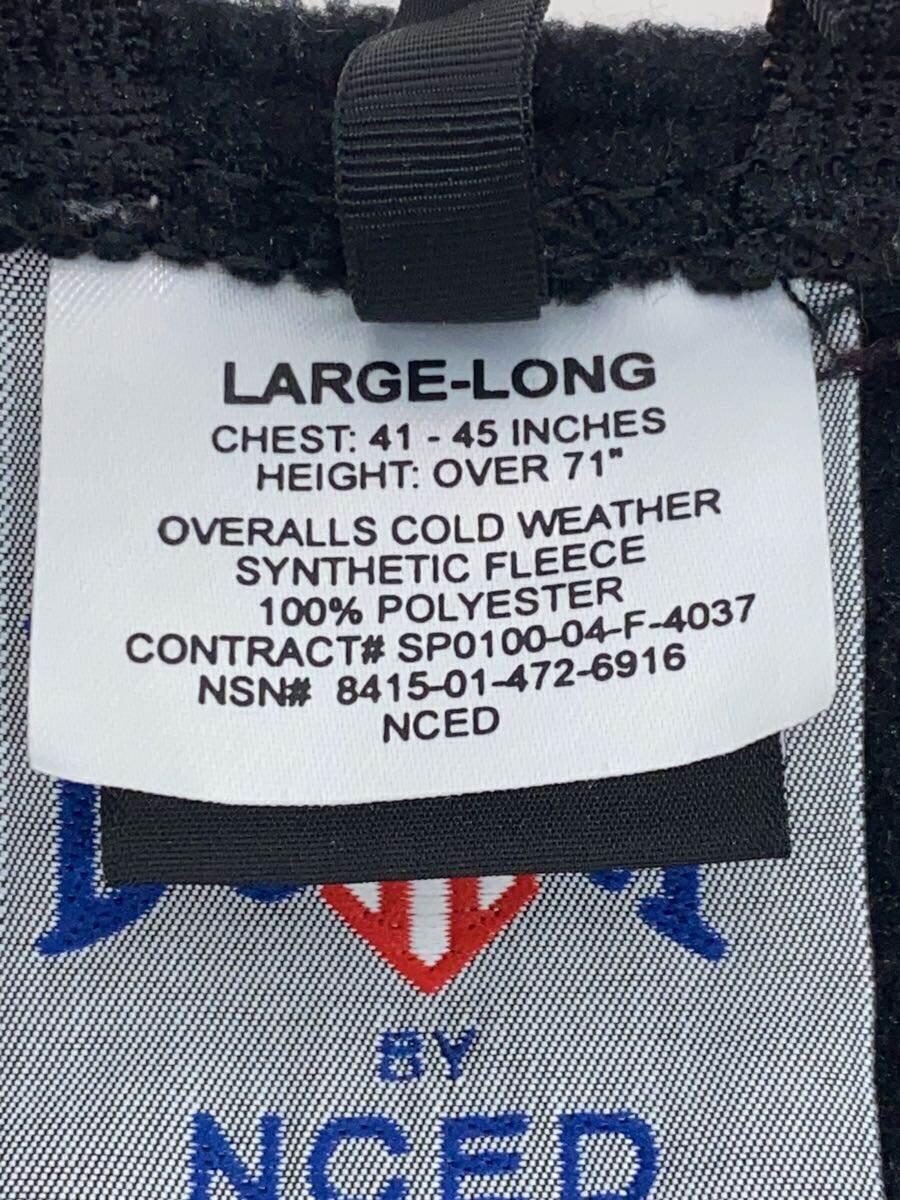 LARGE-LONG
CHEST: 41 - 45 INCHES
HEIGHT: OVER 71"
OVERALLS COLD WEATHER
SYNTHETIC FLEECE
100% POLYESTER
CONTRACT# SP0100-04-F-4037
NSN# 8415-01-472-6916
NCED
BY
NCED